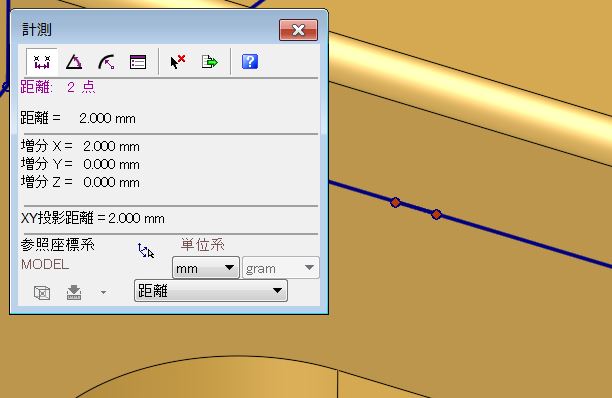 計測
距離: 2 点
距離 = 2.000 mm
増分 X = 2.000 mm
増分 Y = 0.000 mm
増分 Z = 0.000 mm
XY投影距離 = 2.000 mm
参照座標系 単位系
MODEL
mm gram
距離